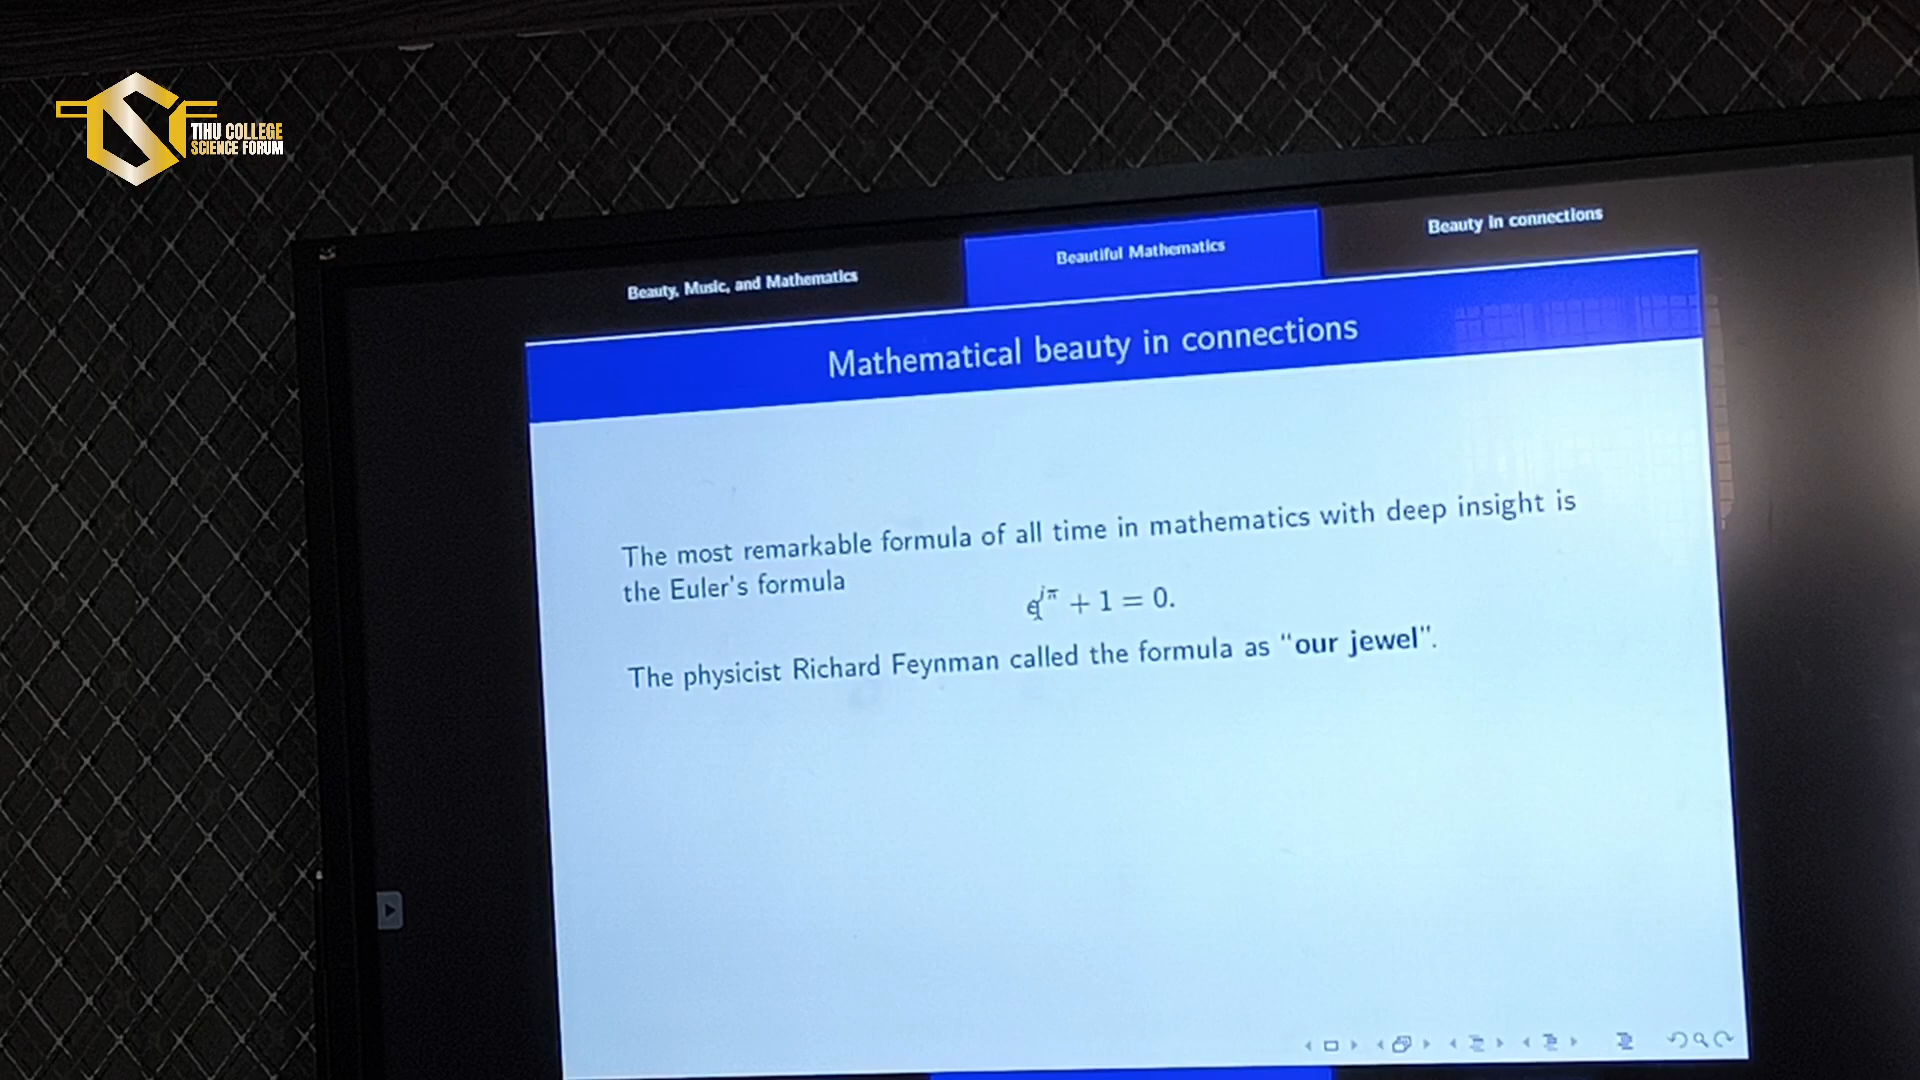 TIHU COLLEGE
SCIENCE FORUM
Beauty, Music, and Mathematics
Beautiful Mathematics
Beauty in connections
Mathematical beauty in connections
The most remarkable formula of all time in mathematics with deep insight is
the Euler's formula
e^{iπ} + 1 = 0.
The physicist Richard Feynman called the formula as "our jewel".